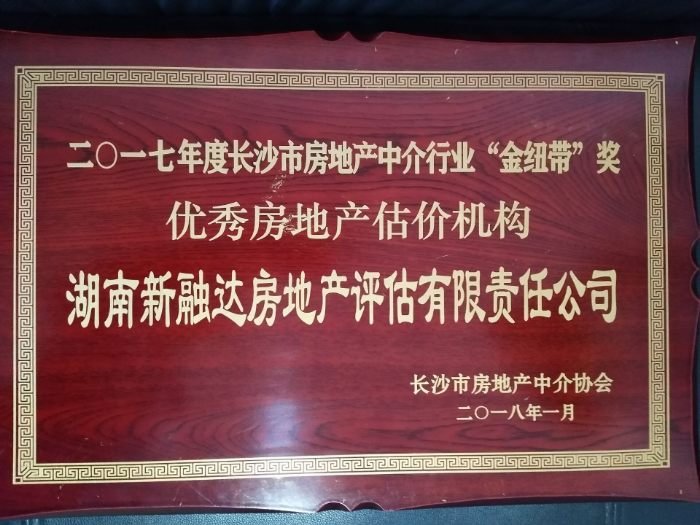 二〇一七年度长沙市房地产中介行业“金纽带”奖
优秀房地产估价机构
湖南新融达房地产评估有限责任公司
长沙市房地产中介协会
二〇一八年一月